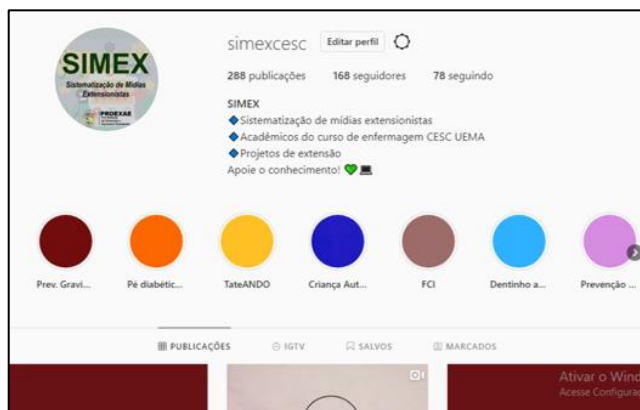 SIMEX
Sistematização de Mídias
Extensionistas
PROEXAE
simexcesc Editar perfil
288 publicações 168 seguidores 78 seguindo
SIMEX
Sistematização de mídias extensionistas
Acadêmicos do curso de enfermagem CESC UEMA
Projetos de extensão
Apoie o conhecimento!
Prev. Gravi... Pé diabétic... TateANDO Criança Aut... FCI Dentinho a... Prevenção ...
PUBLICAÇÕES IGTV SALVOS MARCADOS
Ativar o Wind
Acesse Configura